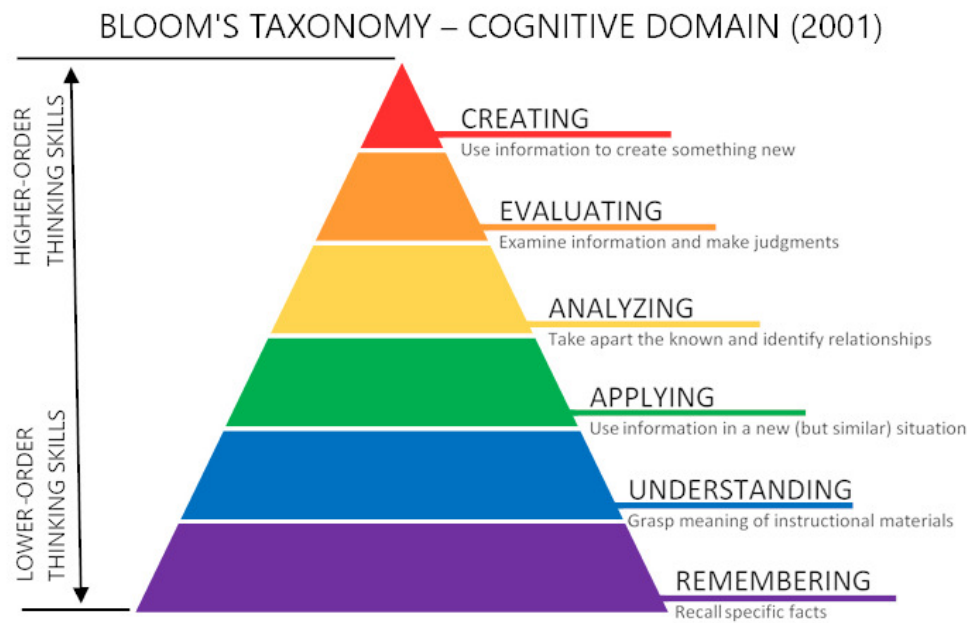 BLOOM'S TAXONOMY – COGNITIVE DOMAIN (2001)
HIGHER-ORDER
THINKING SKILLS
LOWER-ORDER
THINKING SKILLS
CREATING
Use information to create something new
EVALUATING
Examine information and make judgments
ANALYZING
Take apart the known and identify relationships
APPLYING
Use information in a new (but similar) situation
UNDERSTANDING
Grasp meaning of instructional materials
REMEMBERING
Recall specific facts